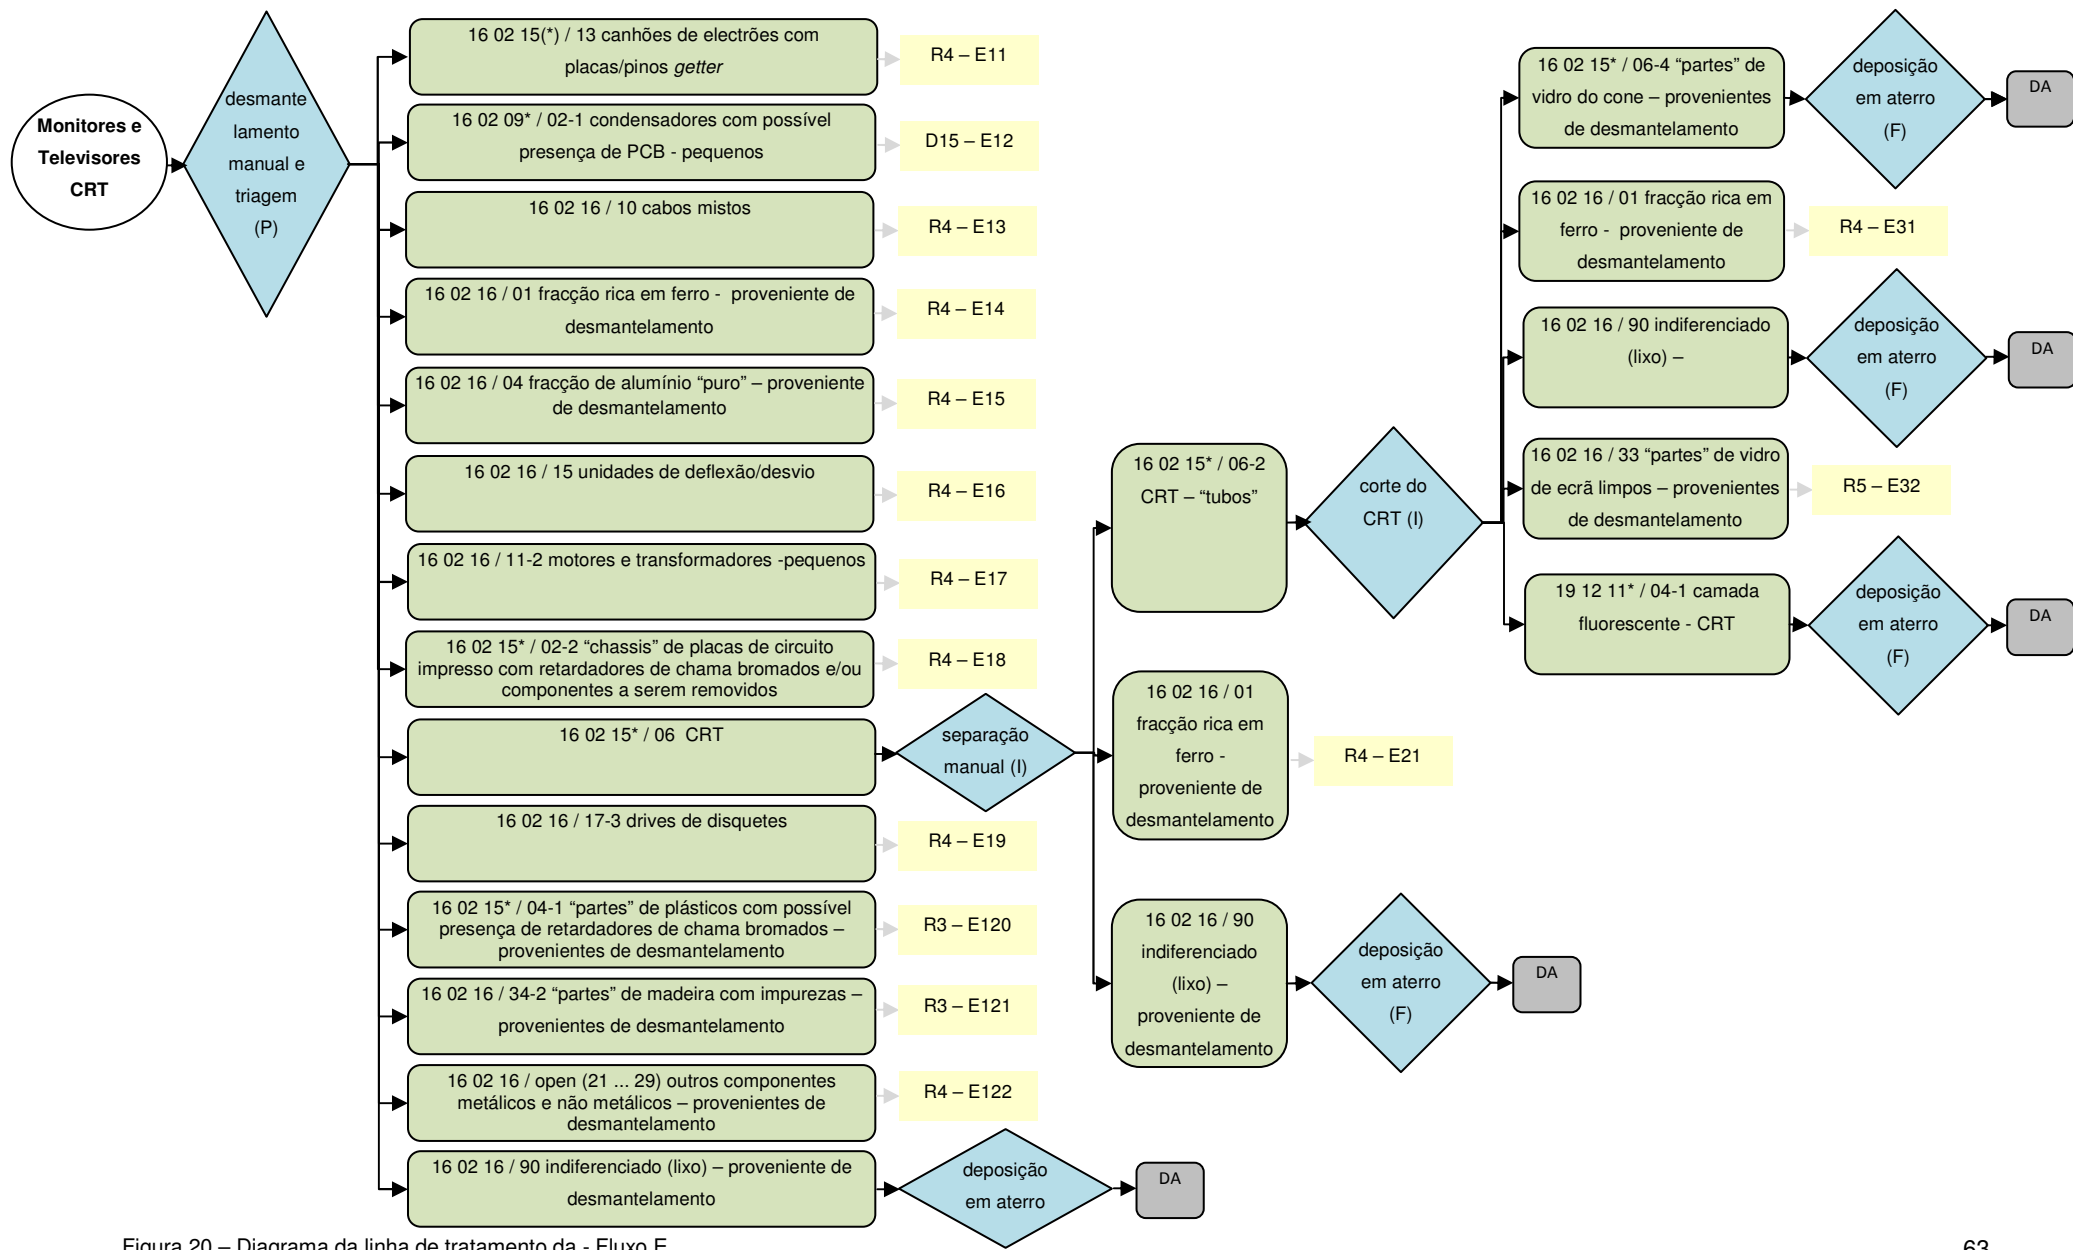 Monitores e
Televisores
CRT
desmante
lamento
manual e
triagem
(P)
16 02 15(*) / 13 canhões de electrões com
placas/pinos getter
R4 – E11
16 02 09* / 02-1 condensadores com possível
presença de PCB - pequenos
D15 – E12
16 02 16 / 10 cabos mistos
R4 – E13
16 02 16 / 01 fracção rica em ferro - proveniente de
desmantelamento
R4 – E14
16 02 16 / 04 fracção de alumínio “puro” – proveniente
de desmantelamento
R4 – E15
16 02 16 / 15 unidades de deflexão/desvio
R4 – E16
16 02 16 / 11-2 motores e transformadores -pequenos
R4 – E17
16 02 15* / 02-2 “chassis” de placas de circuito
impresso com retardadores de chama bromados e/ou
componentes a serem removidos
R4 – E18
16 02 15* / 06 CRT
separação
manual (I)
16 02 16 / 17-3 drives de disquetes
R4 – E19
16 02 15* / 04-1 “partes” de plásticos com possível
presença de retardadores de chama bromados –
provenientes de desmantelamento
R3 – E120
16 02 16 / 34-2 “partes” de madeira com impurezas –
provenientes de desmantelamento
R3 – E121
16 02 16 / open (21 ... 29) outros componentes
metálicos e não metálicos – provenientes de
desmantelamento
R4 – E122
16 02 16 / 90 indiferenciado (lixo) – proveniente de
desmantelamento
deposição
em aterro
DA
16 02 15* / 06-2
CRT – “tubos”
corte do
CRT (I)
16 02 16 / 01
fracção rica em
ferro -
proveniente de
desmantelamento
R4 – E21
16 02 16 / 90
indiferenciado
(lixo) –
proveniente de
desmantelamento
deposição
em aterro
(F)
DA
16 02 15* / 06-4 “partes” de
vidro do cone – provenientes
de desmantelamento
deposição
em aterro
(F)
DA
16 02 16 / 01 fracção rica em
ferro - proveniente de
desmantelamento
R4 – E31
16 02 16 / 90 indiferenciado
(lixo) –
deposição
em aterro
(F)
DA
16 02 16 / 33 “partes” de vidro
de ecrã limpos – provenientes
de desmantelamento
R5 – E32
19 12 11* / 04-1 camada
fluorescente - CRT
deposição
em aterro
(F)
DA
Figura 20 – Diagrama da linha de tratamento da - Fluxo E
63